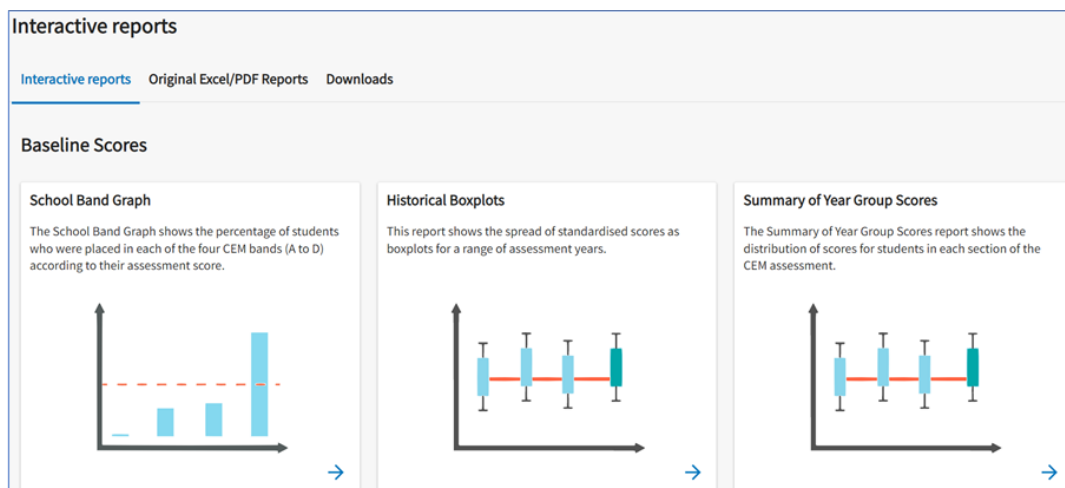 Interactive reports
Interactive reports Original Excel/PDF Reports Downloads
Baseline Scores
School Band Graph
The School Band Graph shows the percentage of students
who were placed in each of the four CEM bands (A to D)
according to their assessment score.
Historical Boxplots
This report shows the spread of standardised scores as
boxplots for a range of assessment years.
Summary of Year Group Scores
The Summary of Year Group Scores report shows the
distribution of scores for students in each section of the
CEM assessment.